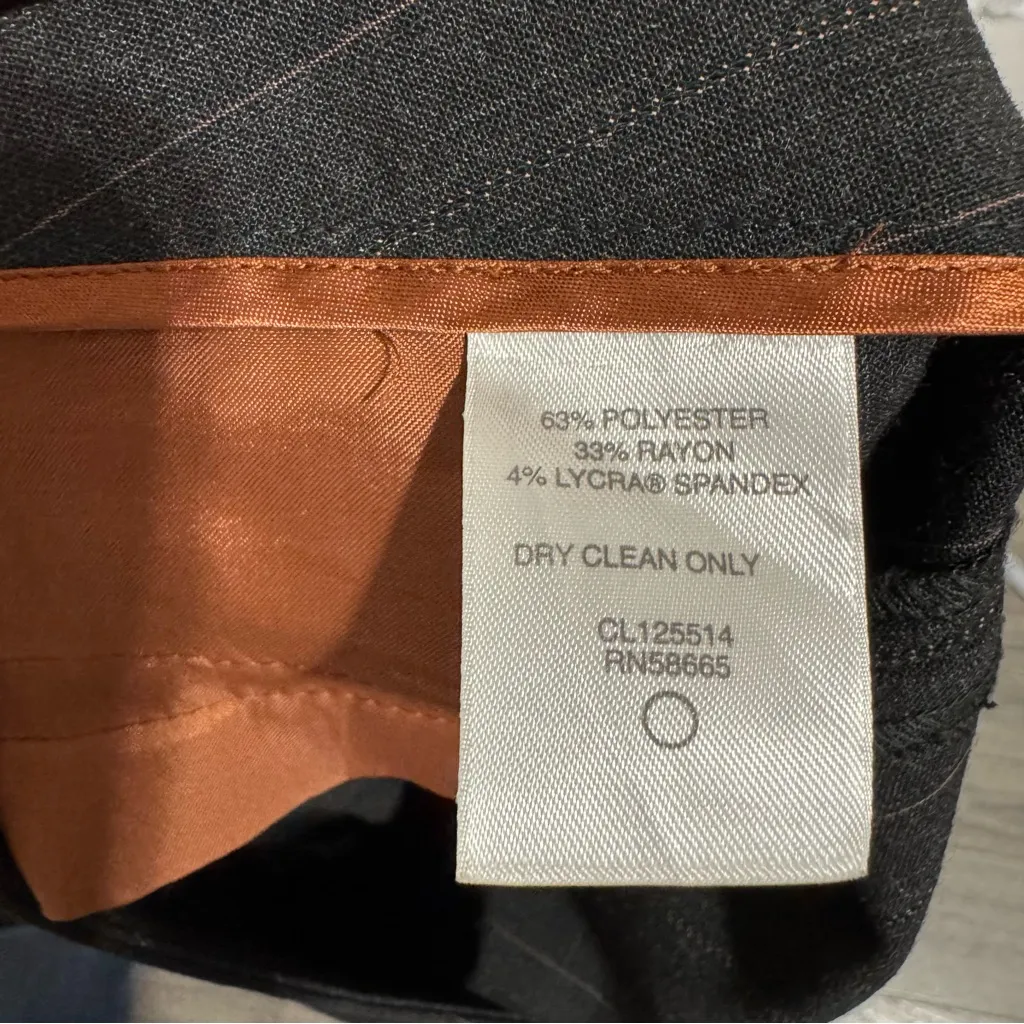 63% POLYESTER
33% RAYON
4% LYCRA® SPANDEX
DRY CLEAN ONLY
CL125514
RN58665